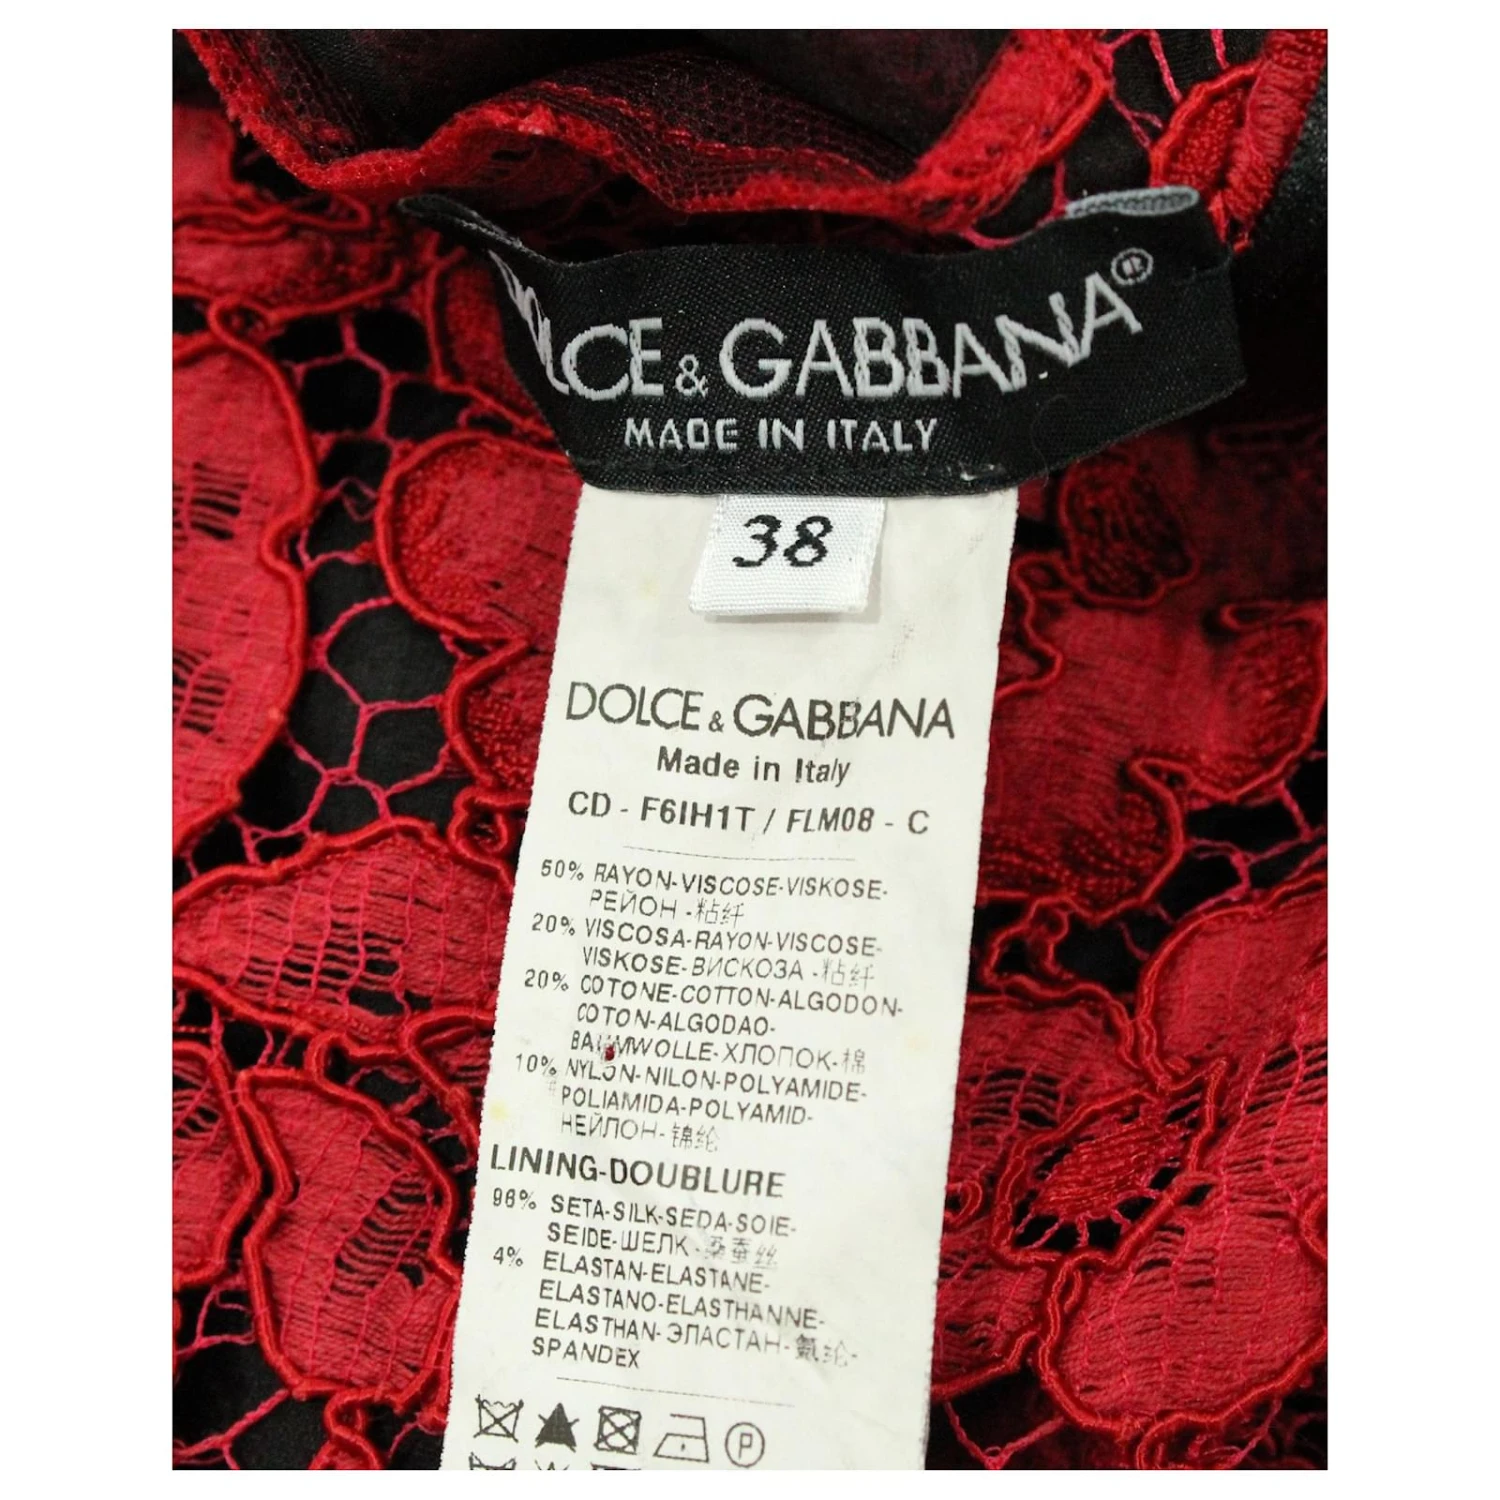 DOLCE & GABBANA®
MADE IN ITALY
38
DOLCE & GABBANA
Made in Italy
CD - F6IH1T / FLM08 - C
50% RAYON-VISCOSE-VISKOSE-
РЕЙОН -粘纤
20% VISCOSA-RAYON-VISCOSE-
VISKOSE-ВИСКОЗА -粘纤
20% COTONE-COTTON-ALGODON-
COTON-ALGODAO-
BAUMWOLLE-ХЛОПОК-棉
10% NYLON-NILON-POLYAMIDE-
POLIAMIDA-POLYAMID-
НЕЙЛОН-锦纶
LINING-DOUBLURE
96% SETA-SILK-SEDA-SOIE-
SEIDE-ШЕЛК -桑蚕丝
4% ELASTAN-ELASTANE-
ELASTANO-ELASTHANNE-
ELASTHAN-ЭЛАСТАН-氨纶-
SPANDEX
P